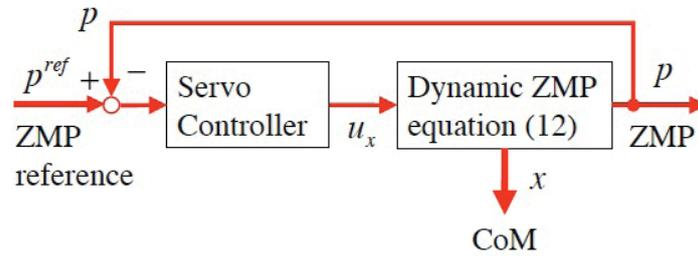 p
p^ref + −
Servo
Controller
u_x
Dynamic ZMP
equation (12)
p
ZMP
ZMP
reference
x
CoM